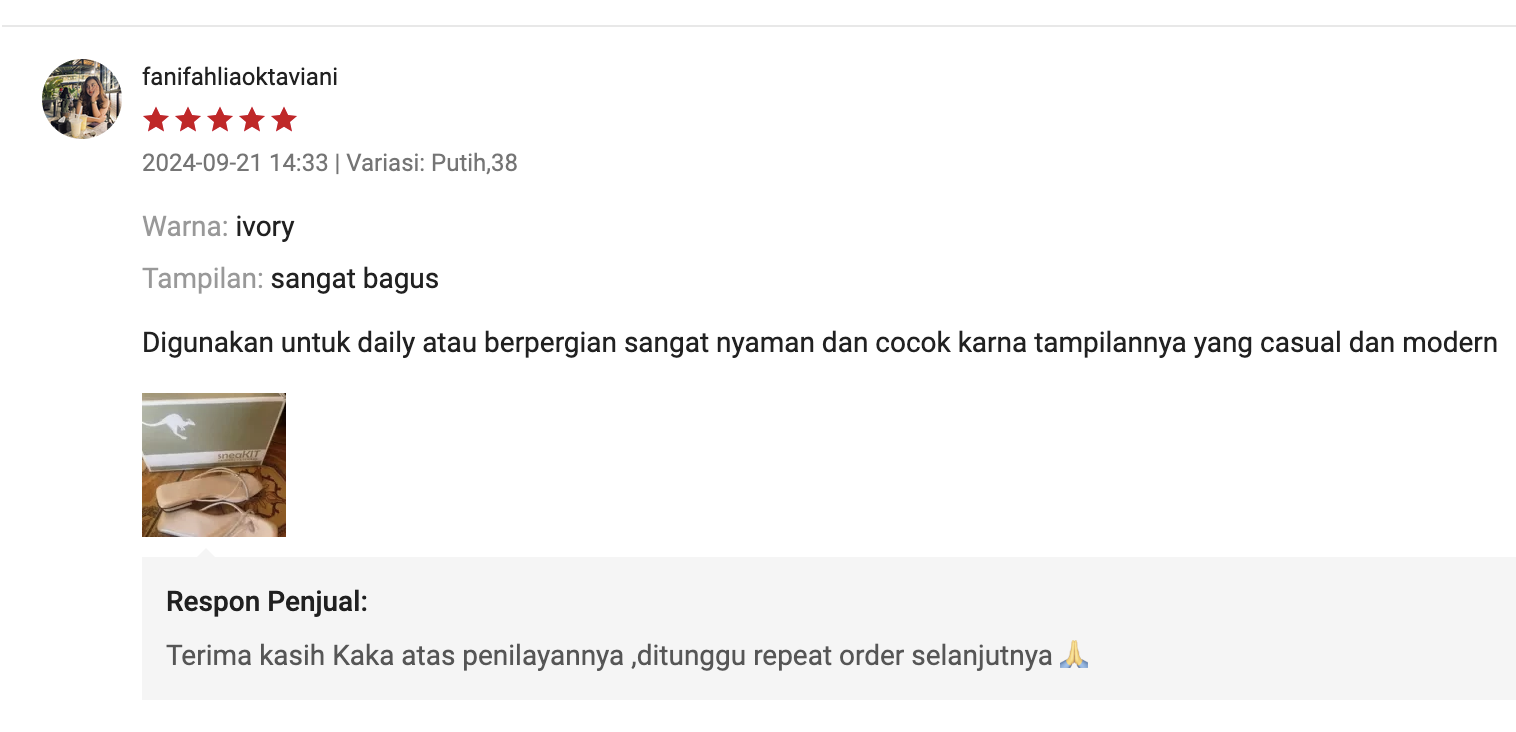 fanifahliaoktaviani
2024-09-21 14:33 | Variasi: Putih,38
Warna: ivory
Tampilan: sangat bagus
Digunakan untuk daily atau berpergian sangat nyaman dan cocok karna tampilannya yang casual dan modern
sneaKIT
Respon Penjual:
Terima kasih Kaka atas penilayannya ,ditunggu repeat order selanjutnya 🙏